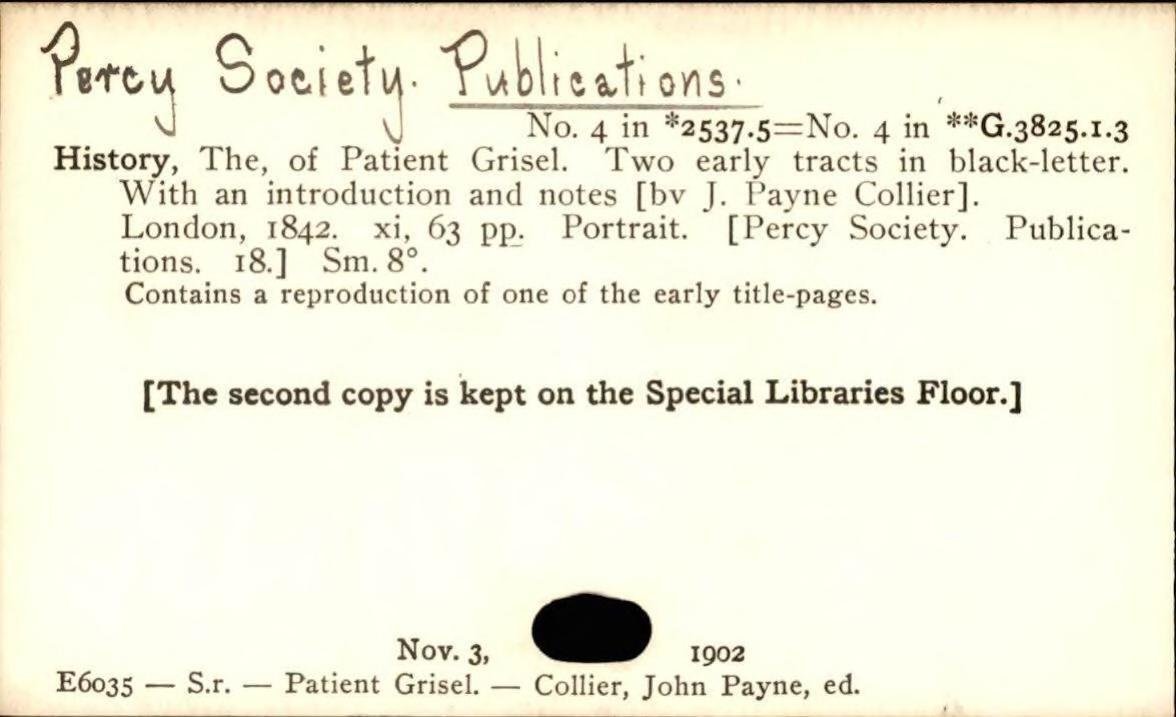 Percy Society. Publications.
No. 4 in *2537.5=No. 4 in **G.3825.1.3
History, The, of Patient Grisel. Two early tracts in black-letter.
With an introduction and notes [bv J. Payne Collier].
London, 1842. xi, 63 pp. Portrait. [Percy Society. Publica-
tions. 18.] Sm. 8°.
Contains a reproduction of one of the early title-pages.
[The second copy is kept on the Special Libraries Floor.]
Nov. 3, 1902
E6035 — S.r. — Patient Grisel. — Collier, John Payne, ed.